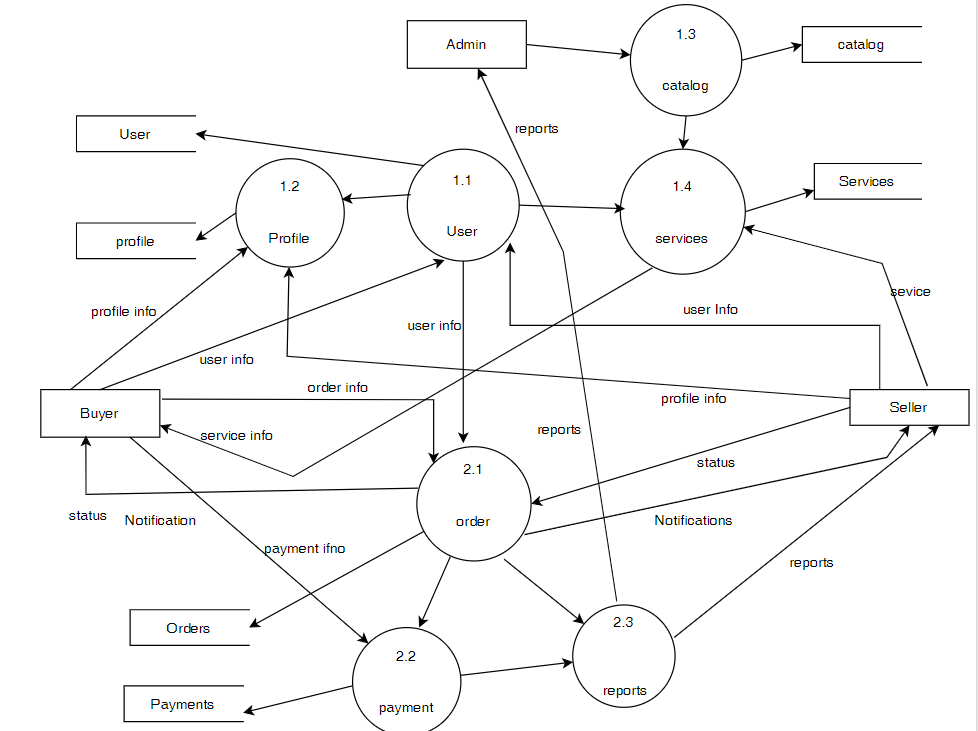 1.3
Admin
catalog
catalog
reports
User
1.1
1.2
1.4
Services
User
Profile
services
profile
sevice
profile info
user Info
user info
user info
order info
profile info
Buyer
Seller
service info
reports
status
2.1
order
status
Notification
Notifications
payment ifno
reports
Orders
2.3
2.2
reports
Payments
payment